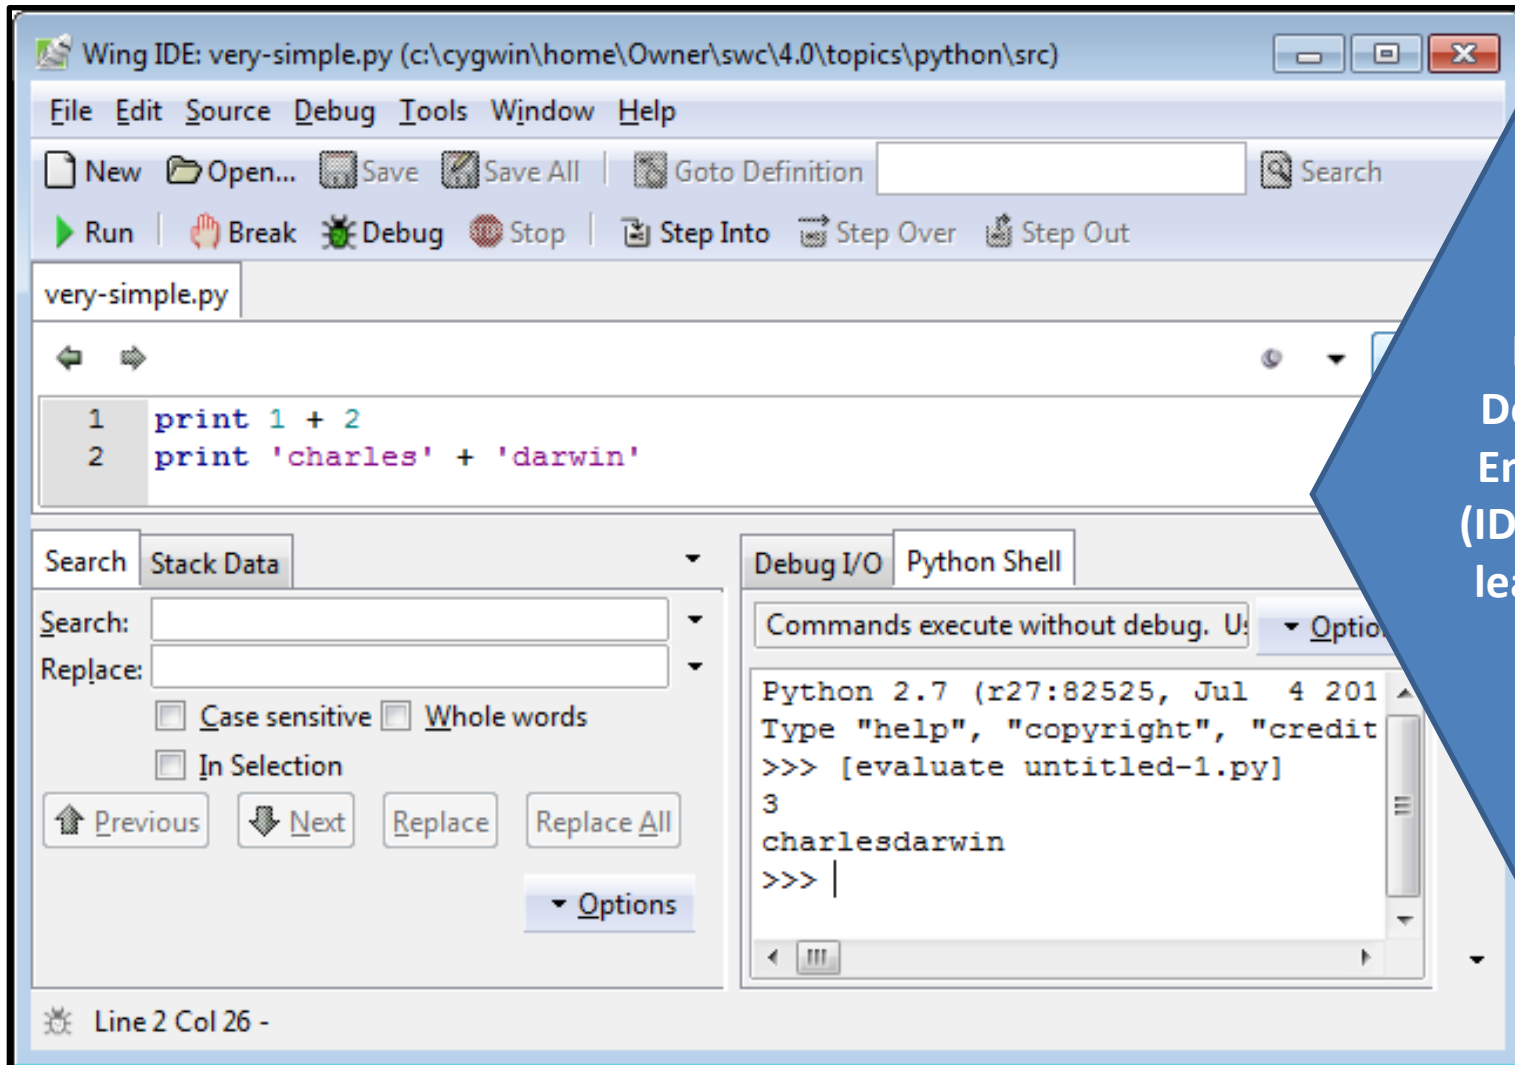 Wing IDE: very-simple.py (c:\cygwin\home\Owner\swc\4.0\topics\python\src)
File Edit Source Debug Tools Window Help
New Open... Save Save All Goto Definition Search
Run Break Debug Stop Step Into Step Over Step Out
very-simple.py
1 print 1 + 2
2 print 'charles' + 'darwin'
Search Stack Data
Search:
Replace:
Case sensitive Whole words
In Selection
Previous Next Replace Replace All
Options
Debug I/O Python Shell
Commands execute without debug.
Python 2.7 (r27:82525, Jul 4 201
Type "help", "copyright", "credit
>>> [evaluate untitled-1.py]
3
charlesdarwin
>>>
Line 2 Col 26 -
(ID